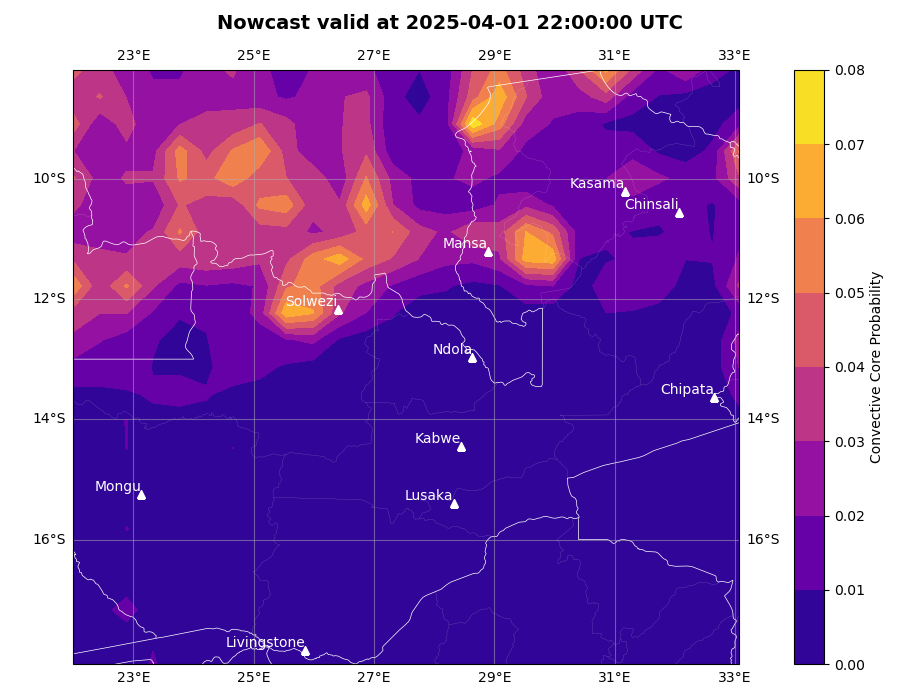 Nowcast valid at 2025-04-01 22:00:00 UTC
23°E 25°E 27°E 29°E 31°E 33°E
0.08
0.07
10°S Kasama 10°S
Chinsali
0.06
Mansa
0.05
12°S Solwezi 12°S
Ndola
0.04
Chipata
14°S 14°S
Kabwe
0.03
Mongu Lusaka
0.02
16°S 16°S
0.01
Livingstone
0.00
23°E 25°E 27°E 29°E 31°E 33°E
Convective Core Probability